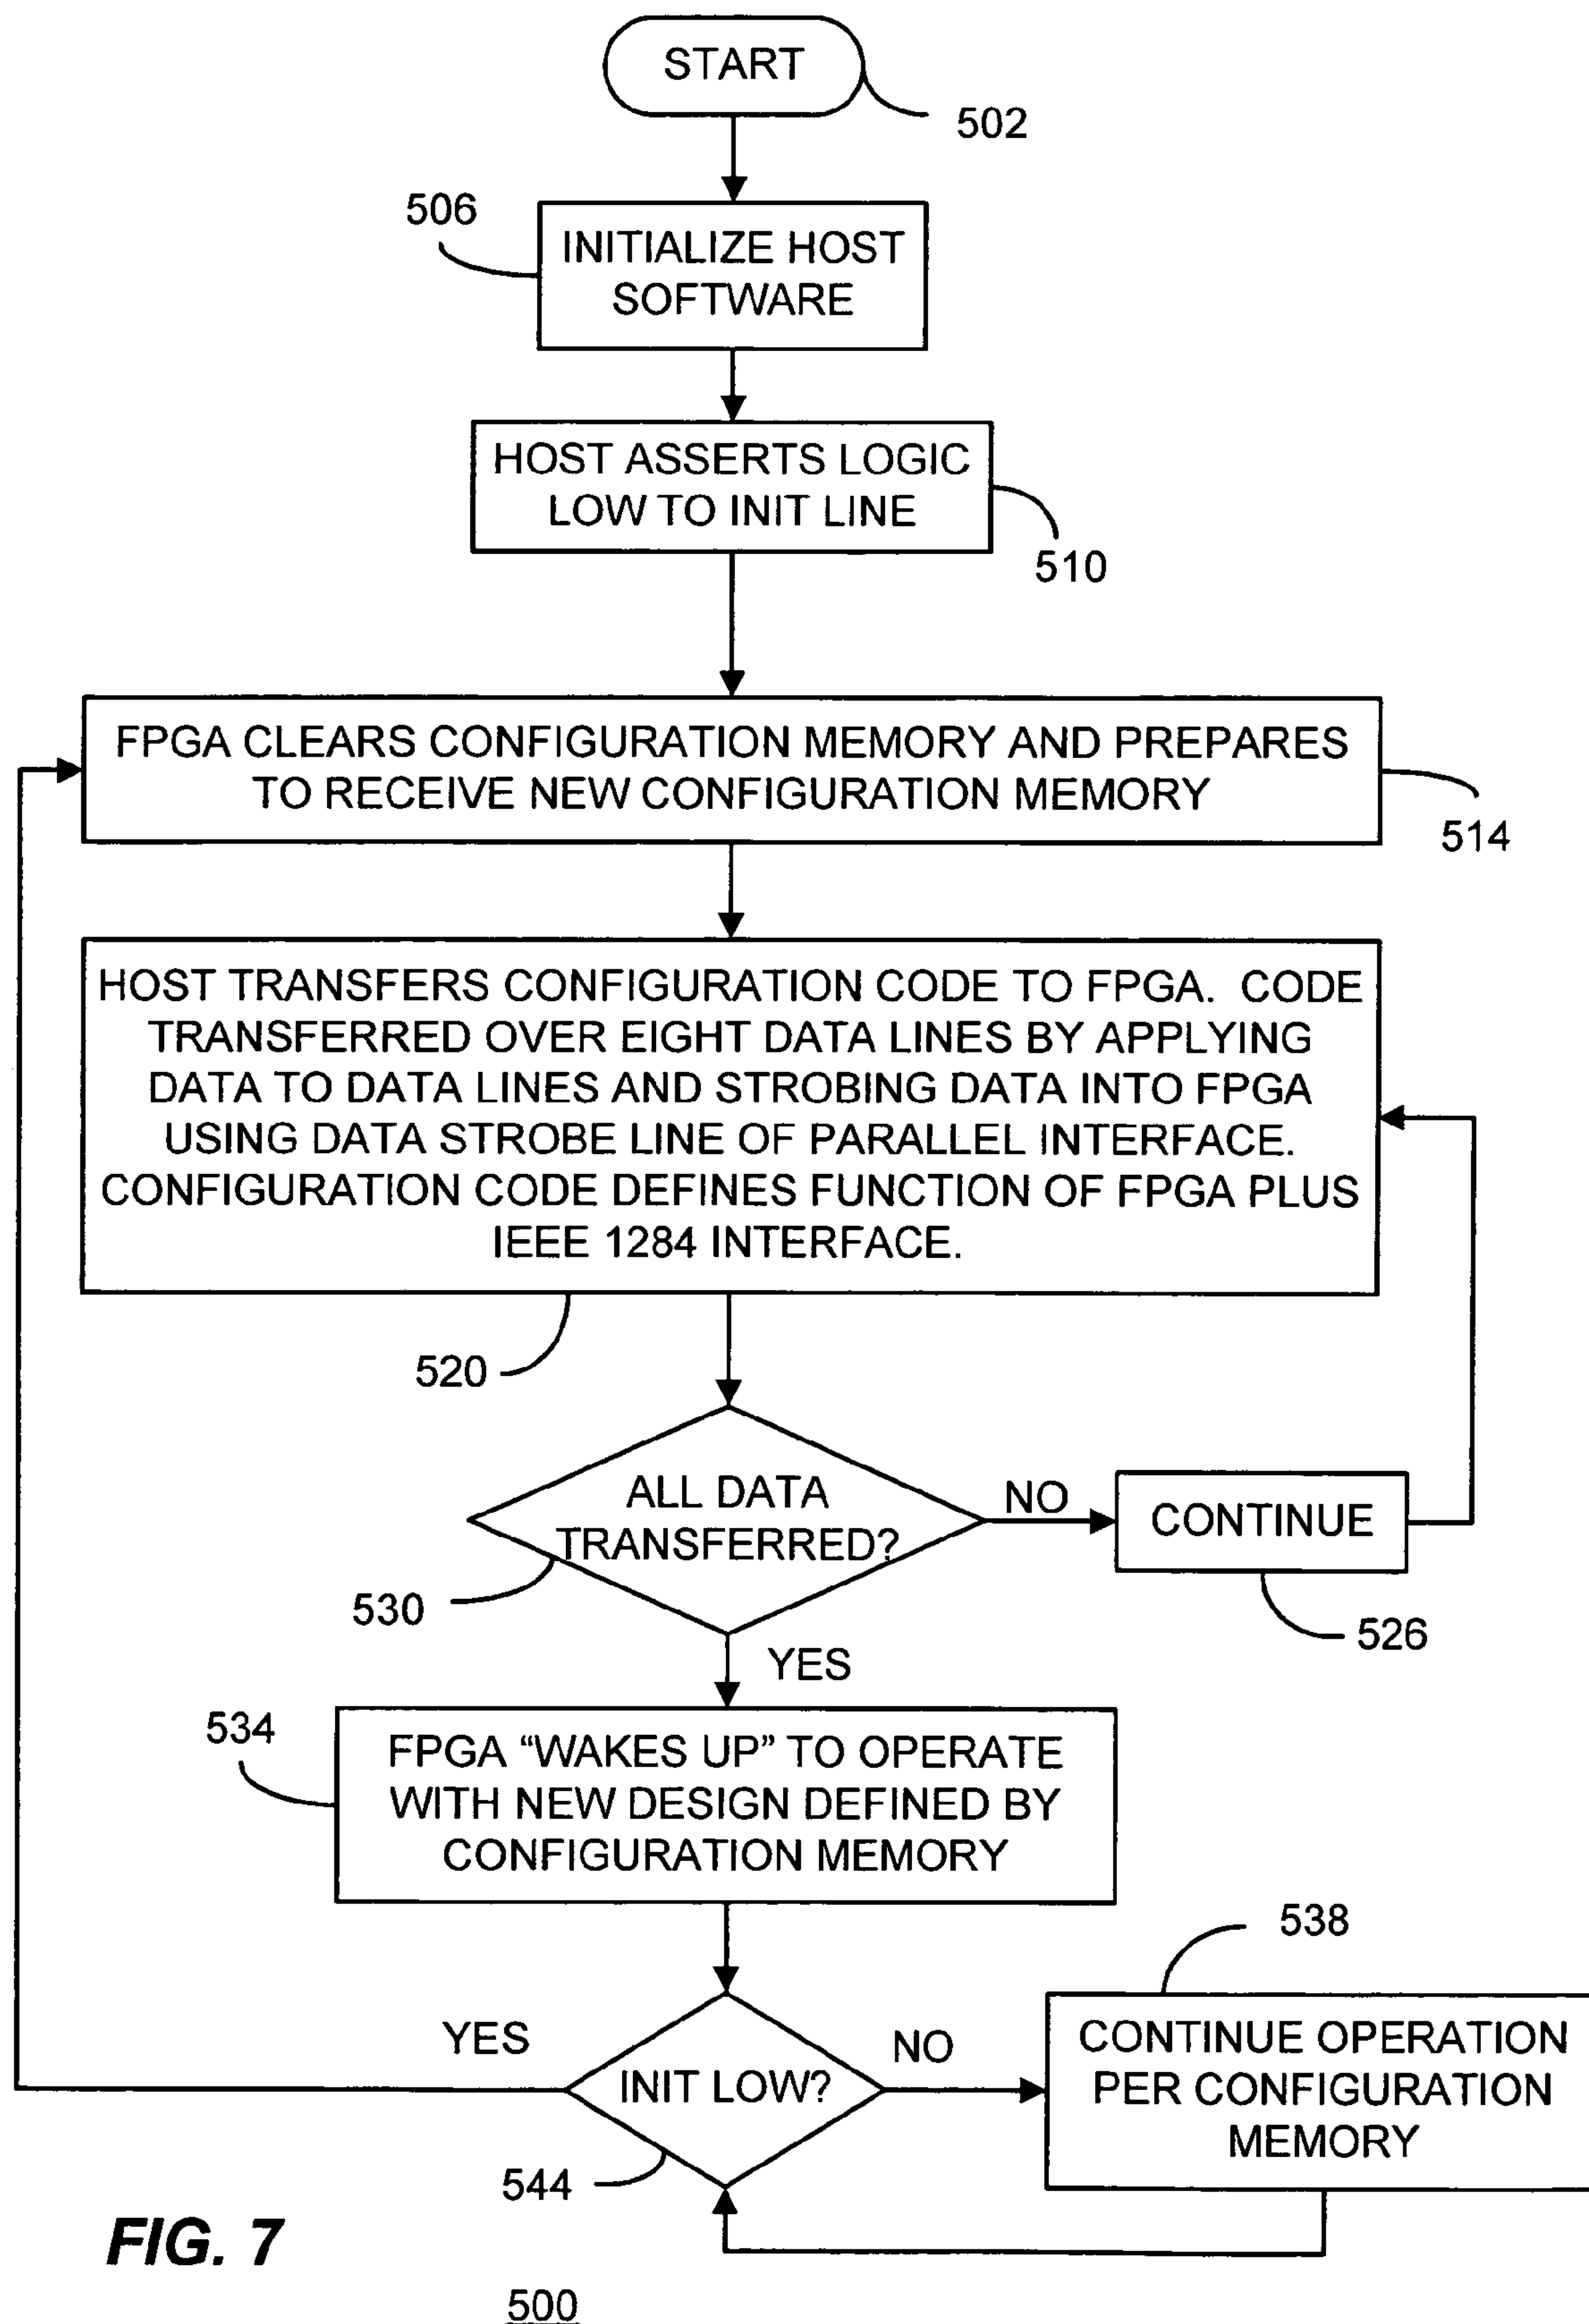 START
502
506
INITIALIZE HOST
SOFTWARE
HOST ASSERTS LOGIC
LOW TO INIT LINE
510
FPGA CLEARS CONFIGURATION MEMORY AND PREPARES
TO RECEIVE NEW CONFIGURATION MEMORY
514
HOST TRANSFERS CONFIGURATION CODE TO FPGA. CODE
TRANSFERRED OVER EIGHT DATA LINES BY APPLYING
DATA TO DATA LINES AND STROBING DATA INTO FPGA
USING DATA STROBE LINE OF PARALLEL INTERFACE.
CONFIGURATION CODE DEFINES FUNCTION OF FPGA PLUS
IEEE 1284 INTERFACE.
520
ALL DATA
TRANSFERRED?
NO
CONTINUE
530
526
YES
534
FPGA “WAKES UP” TO OPERATE
WITH NEW DESIGN DEFINED BY
CONFIGURATION MEMORY
538
YES
INIT LOW?
NO
CONTINUE OPERATION
PER CONFIGURATION
MEMORY
544
FIG. 7
500